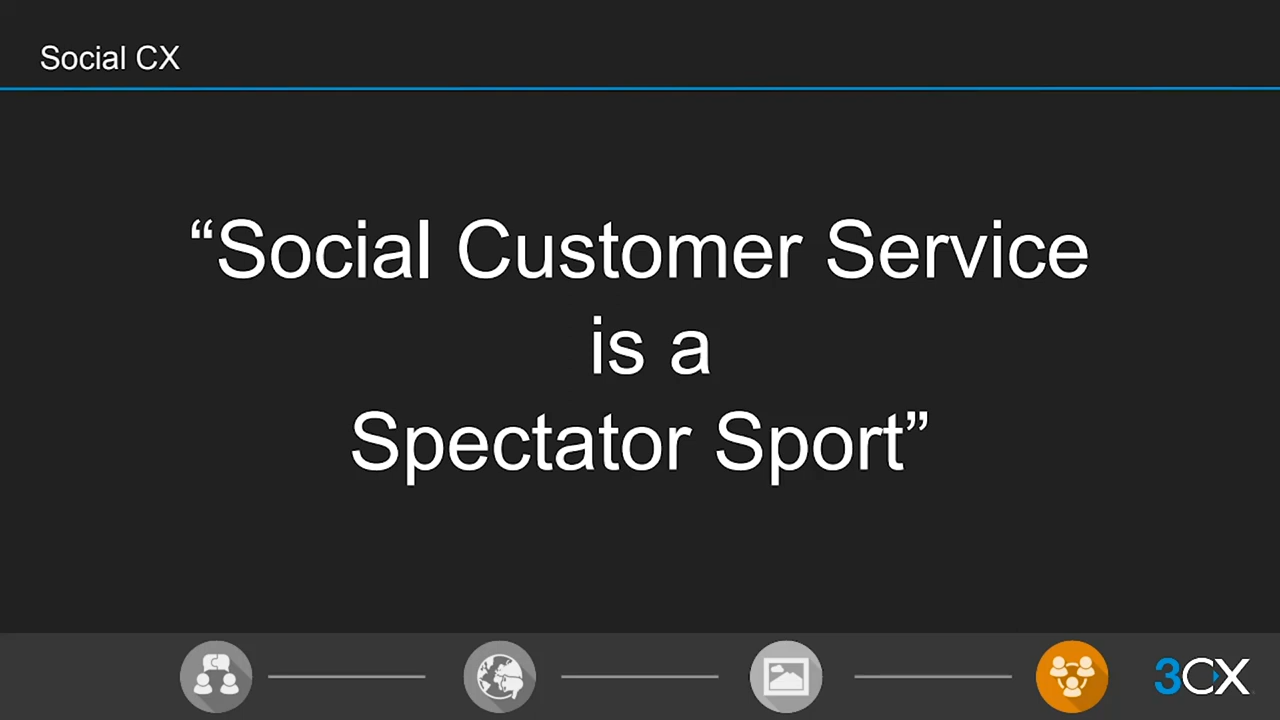 Social CX
“Social Customer Service
is a
Spectator Sport”
3CX